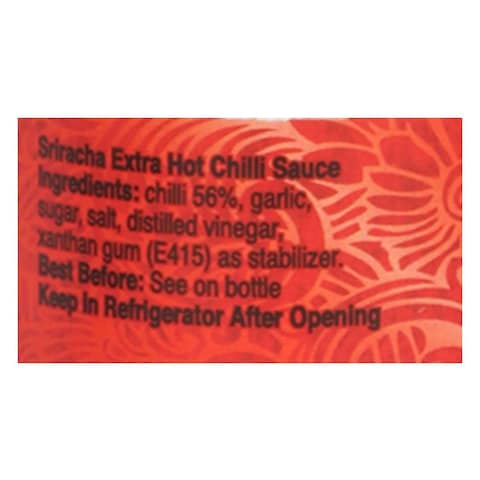 Sriracha Extra Hot Chilli Sauce
Ingredients: chilli 56%, garlic,
sugar, salt, distilled vinegar,
xanthan gum (E415) as stabilizer.
Best Before: See on bottle
Keep In Refrigerator After Opening